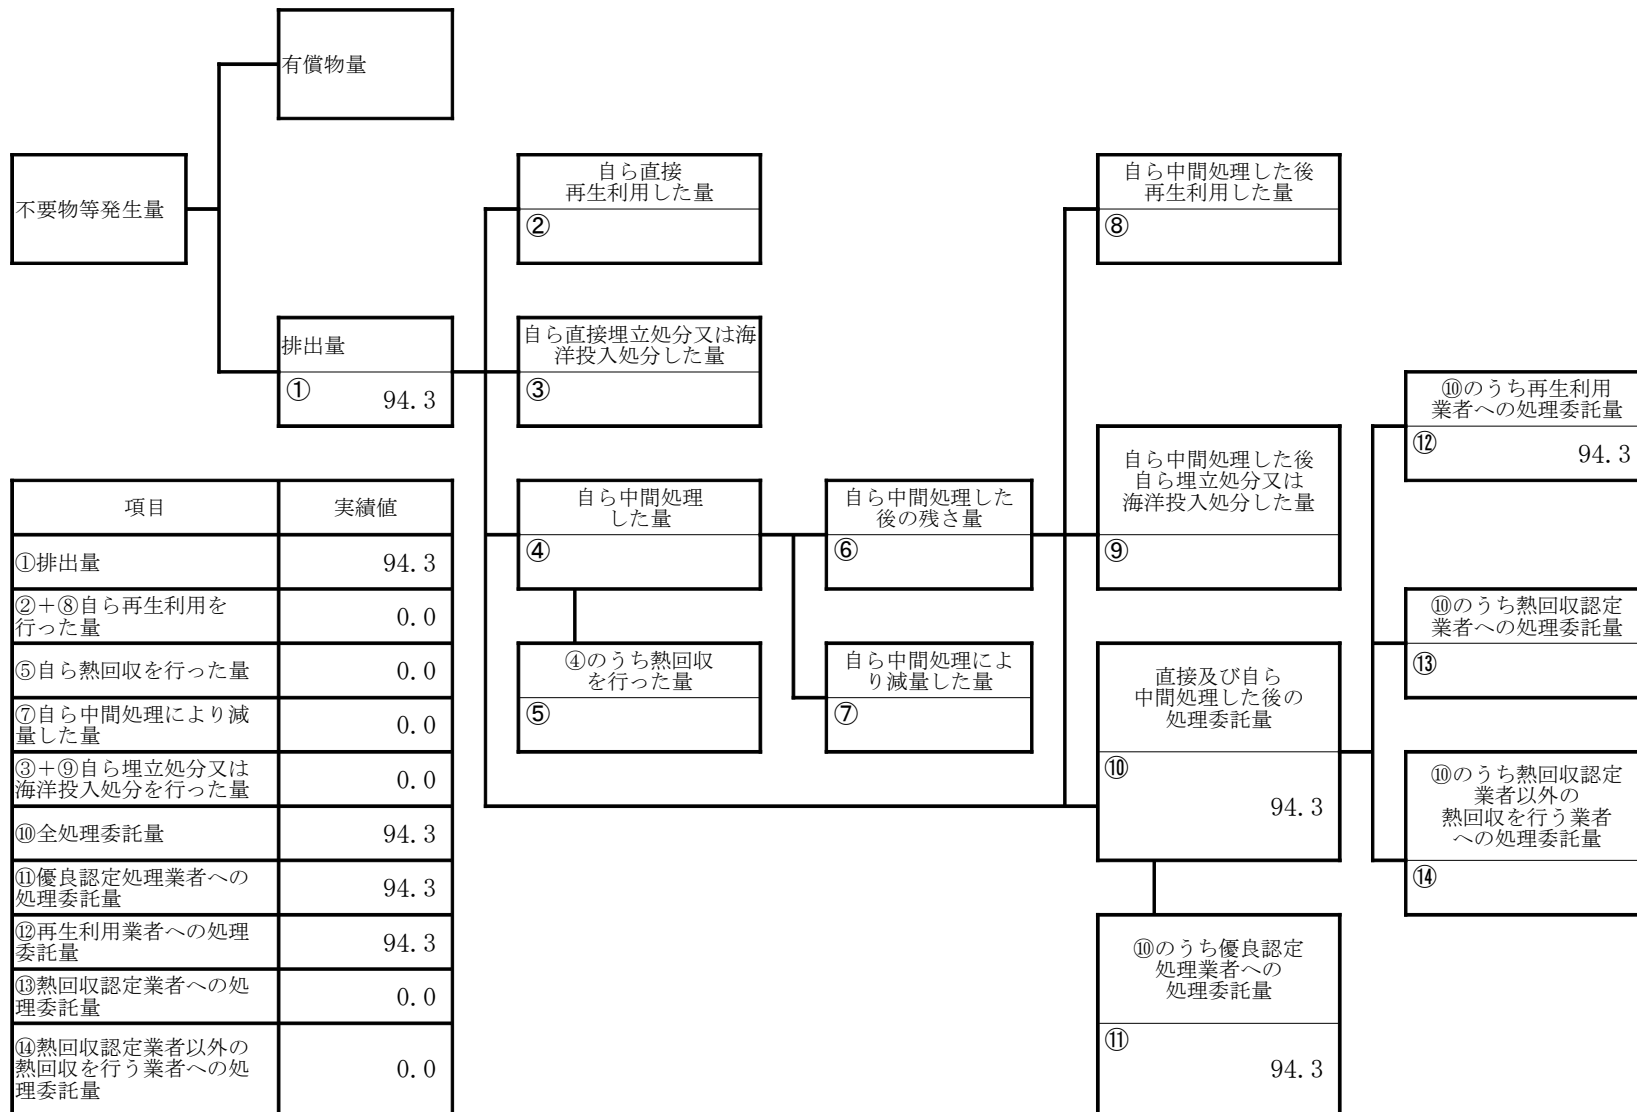 有償物量
不要物等発生量
排出量
①
94.3
自ら直接
再生利用した量
②
自ら直接埋立処分又は海
洋投入処分した量
③
自ら中間処理
した量
④
④のうち熱回収
を行った量
⑤
自ら中間処理した
後の残さ量
⑥
自ら中間処理によ
り減量した量
⑦
自ら中間処理した後
再生利用した量
⑧
自ら中間処理した後
自ら埋立処分又は
海洋投入処分した量
⑨
直接及び自ら
中間処理した後の
処理委託量
⑩
94.3
⑩のうち優良認定
処理業者への
処理委託量
⑪
94.3
⑩のうち再生利用
業者への処理委託量
⑫
94.3
⑩のうち熱回収認定
業者への処理委託量
⑬
⑩のうち熱回収認定
業者以外の
熱回収を行う業者
への処理委託量
⑭
項目 実績値
①排出量 94.3
②+⑧自ら再生利用を
行った量 0.0
⑤自ら熱回収を行った量 0.0
⑦自ら中間処理により減
量した量 0.0
③+⑨自ら埋立処分又は
海洋投入処分を行った量 0.0
⑩全処理委託量 94.3
⑪優良認定処理業者への
処理委託量 94.3
⑫再生利用業者への処理
委託量 94.3
⑬熱回収認定業者への処
理委託量 0.0
⑭熱回収認定業者以外の
熱回収を行う業者への処
理委託量 0.0